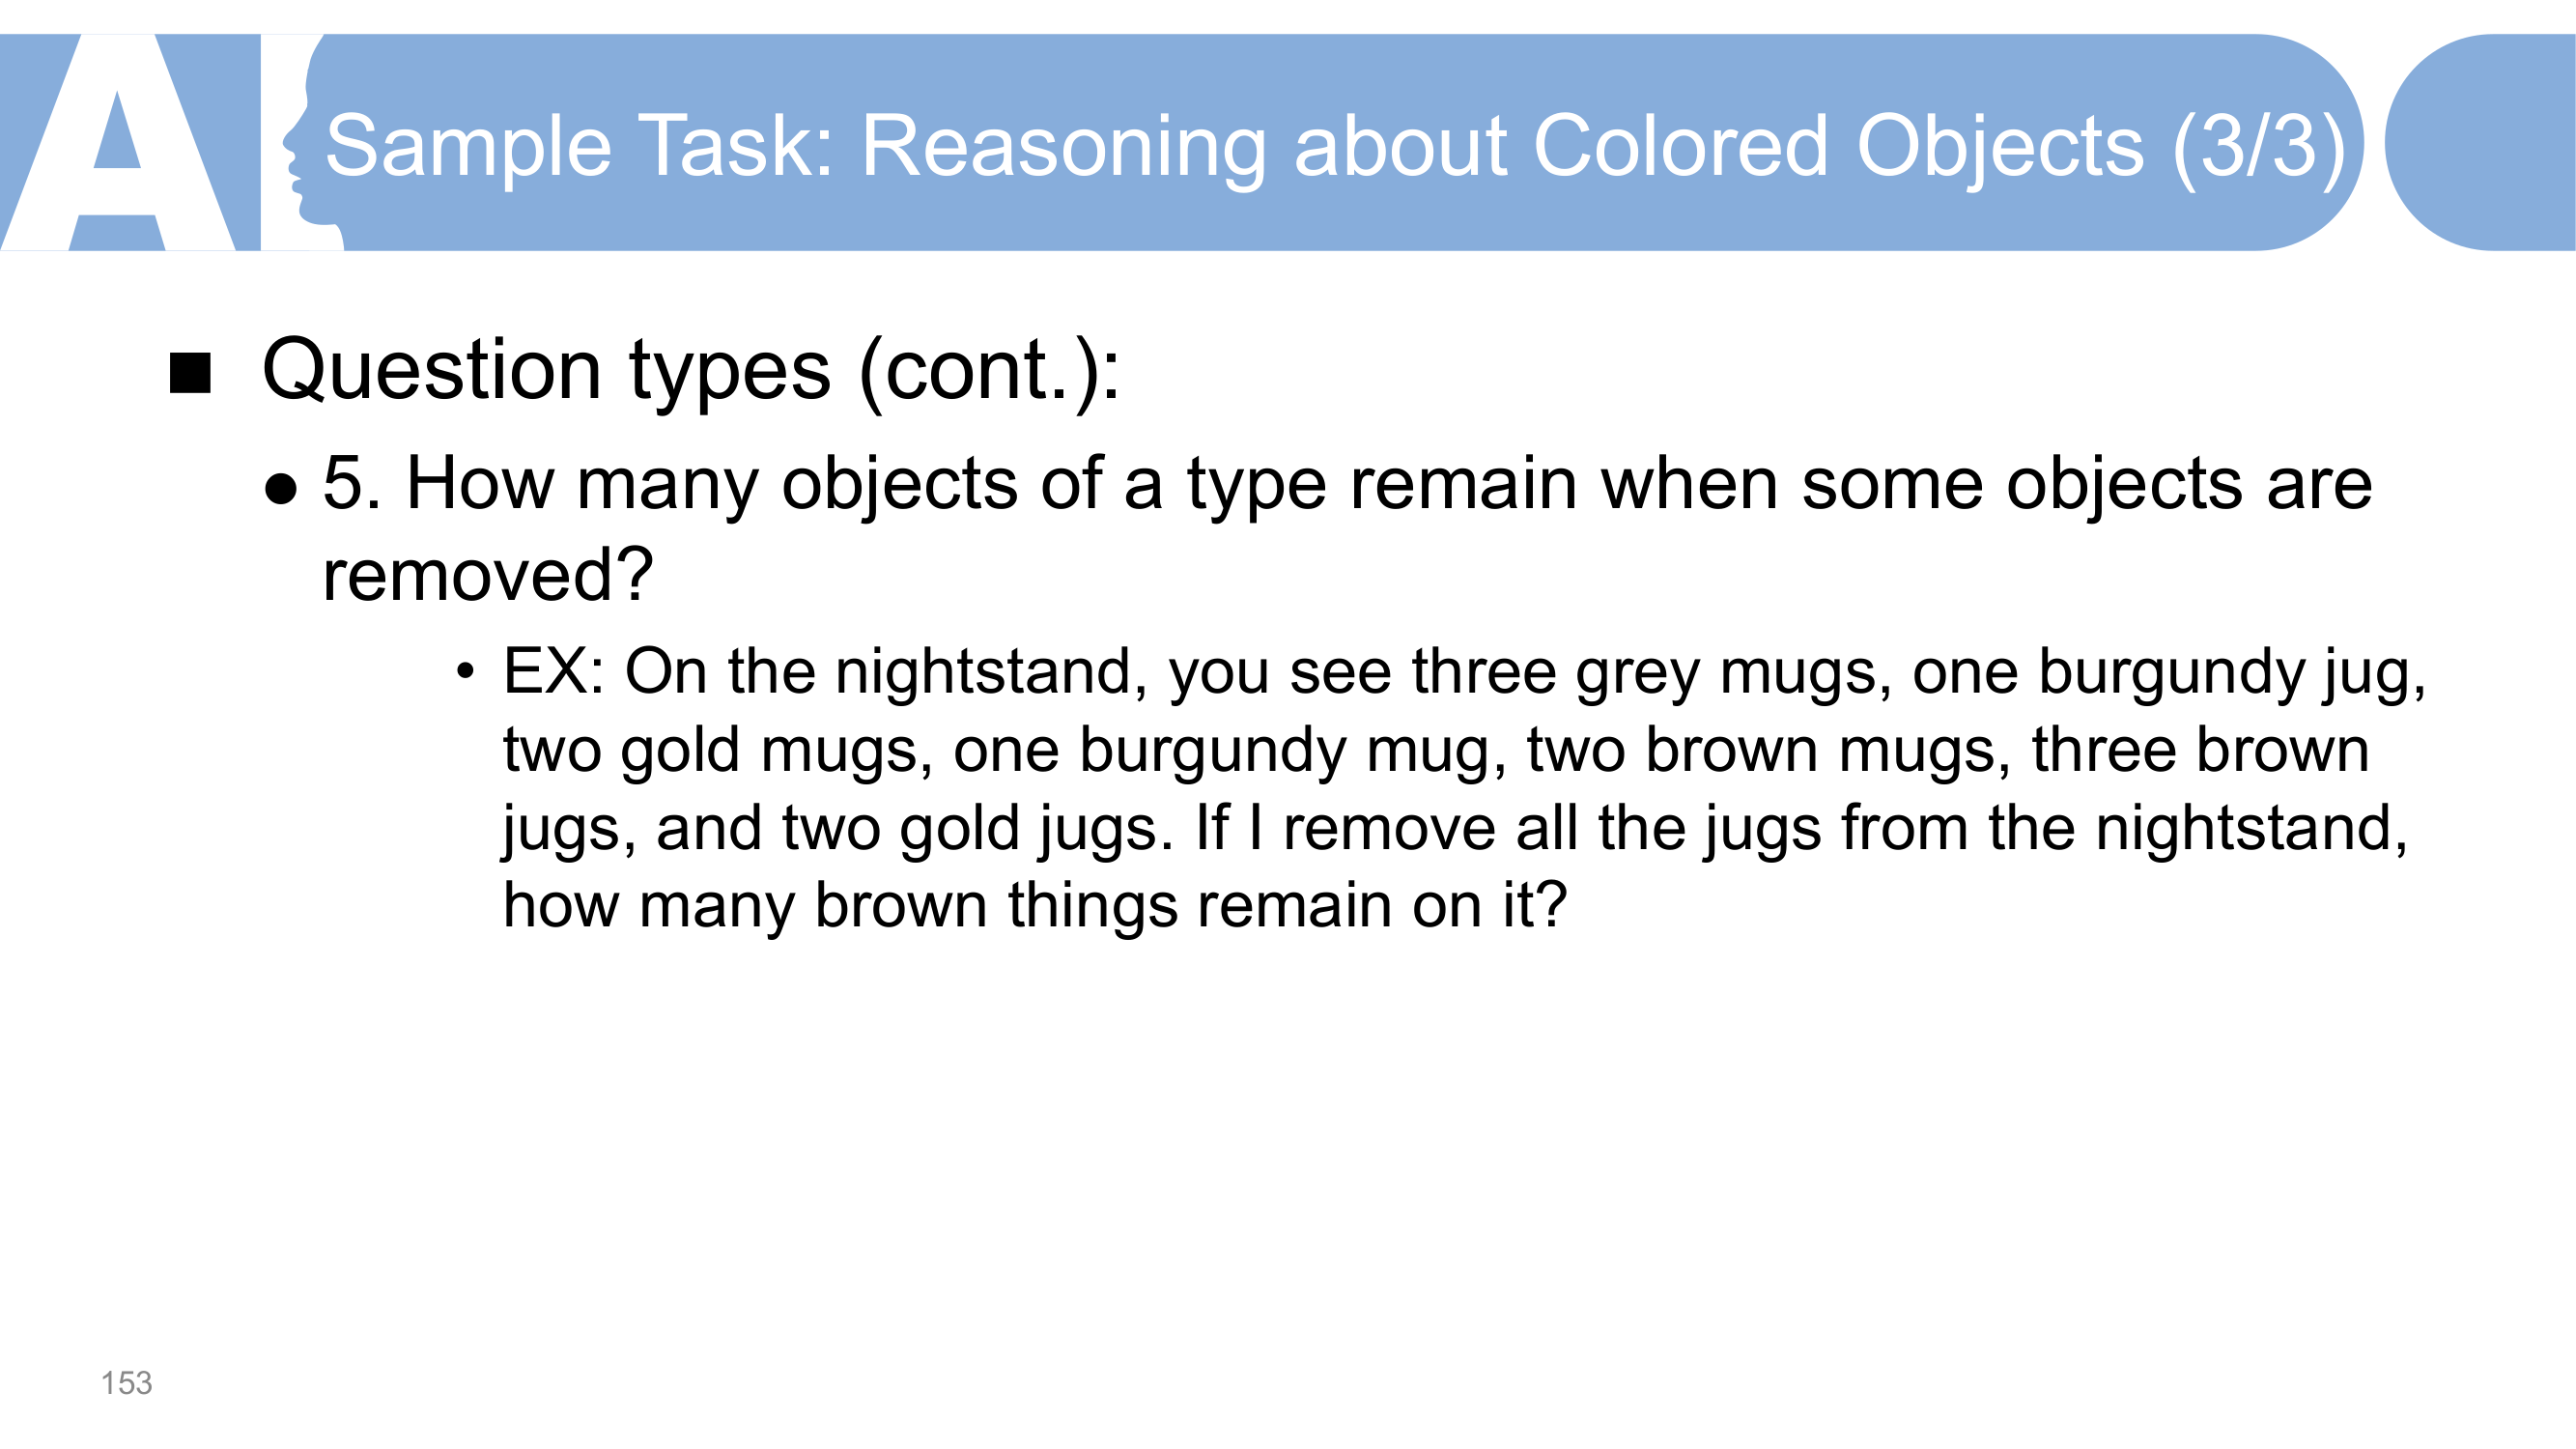 AI
Sample Task: Reasoning about Colored Objects (3/3)
■ Question types (cont.):
● 5. How many objects of a type remain when some objects are
removed?
• EX: On the nightstand, you see three grey mugs, one burgundy jug,
two gold mugs, one burgundy mug, two brown mugs, three brown
jugs, and two gold jugs. If I remove all the jugs from the nightstand,
how many brown things remain on it?
153